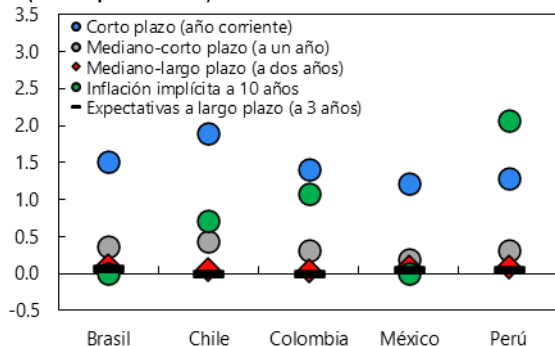 3.5
3.0
2.5
2.0
1.5
1.0
0.5
0.0
-0.5
Corto plazo (año corriente)
Mediano-corto plazo (a un año)
Mediano-largo plazo (a dos años)
Inflación implícita a 10 años
Expectativas a largo plazo (a 3 años)
Brasil Chile Colombia México Perú